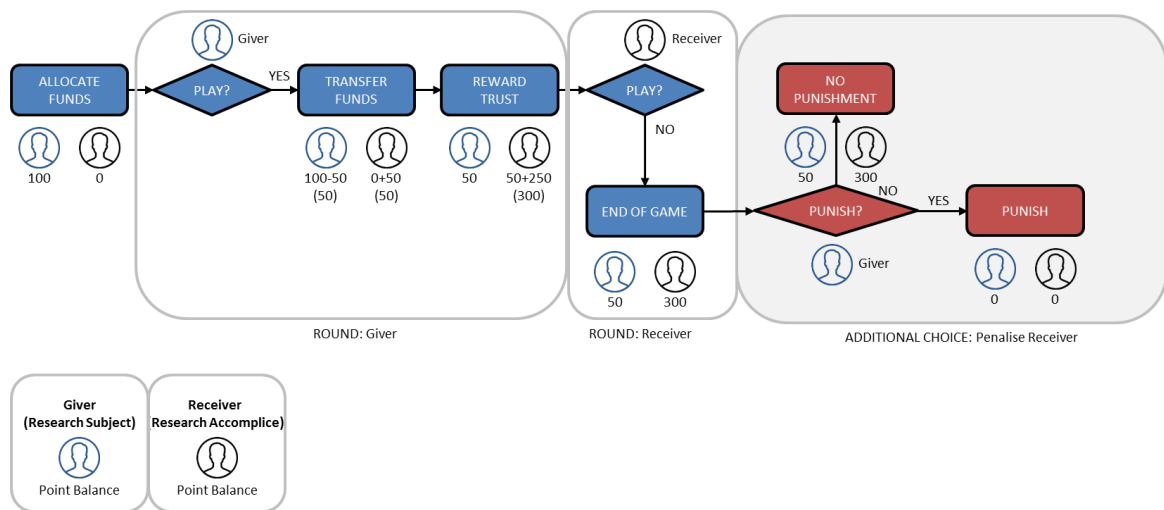 Giver
Receiver
ALLOCATE
FUNDS
PLAY?
YES
TRANSFER
FUNDS
REWARD
TRUST
PLAY?
NO
PUNISHMENT
NO
100
0
100-50
(50)
0+50
(50)
50
50+250
(300)
50
300
NO
END OF GAME
PUNISH?
YES
PUNISH
Giver
50
300
0
0
ROUND: Giver
ROUND: Receiver
ADDITIONAL CHOICE: Penalise Receiver
Giver
(Research Subject)
Point Balance
Receiver
(Research Accomplice)
Point Balance